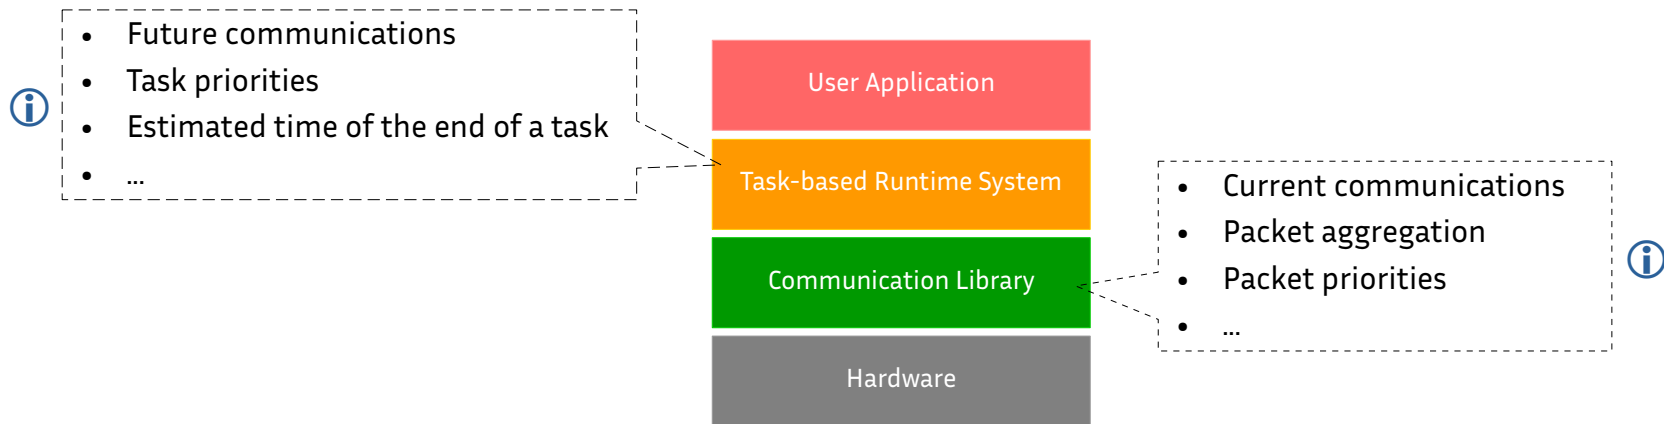 • Future communications
• Task priorities
• Estimated time of the end of a task
• ...
User Application
Task-based Runtime System
Communication Library
Hardware
• Current communications
• Packet aggregation
• Packet priorities
• ...